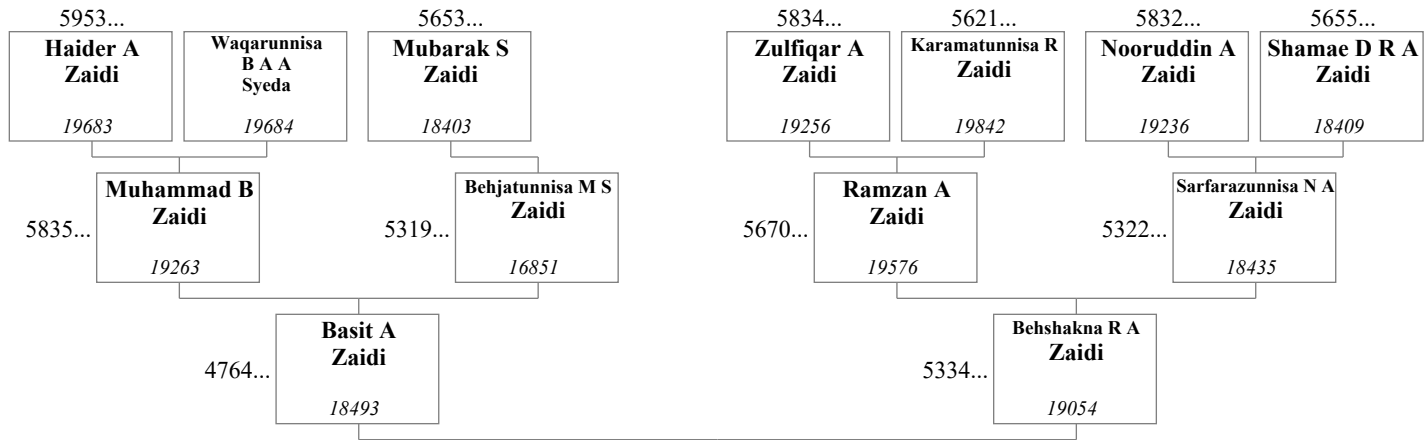 5953...
5653...
5834...
5621...
5832...
5655...
Haider A
Zaidi
19683
Waqarunnisa
B A A
Syeda
19684
Mubarak S
Zaidi
18403
Zulfiqar A
Zaidi
19256
Karamatunnisa R
Zaidi
19842
Nooruddin A
Zaidi
19236
Shamae D R A
Zaidi
18409
5835...
Muhammad B
Zaidi
19263
5319...
Behjatunnisa M S
Zaidi
16851
5670...
Ramzan A
Zaidi
19576
5322...
Sarfarazunnisa N A
Zaidi
18435
4764...
Basit A
Zaidi
18493
5334...
Behshakna R A
Zaidi
19054